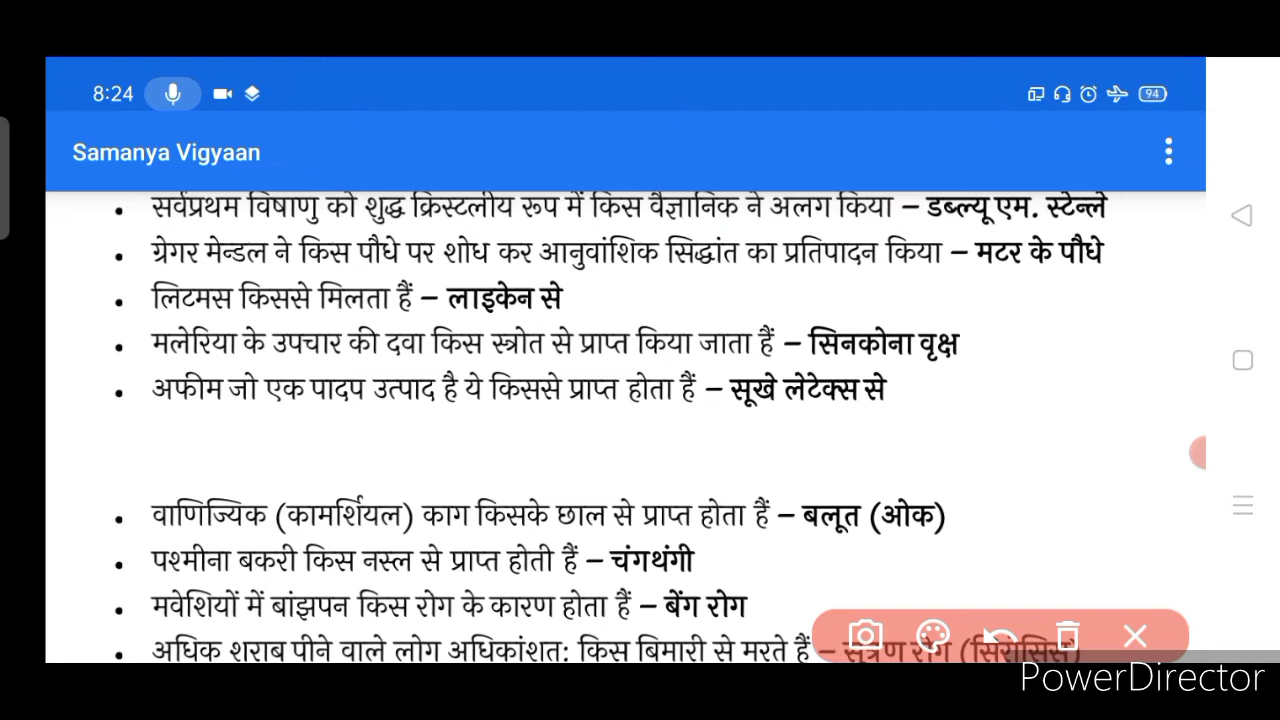 8:24
94
Samanya Vigyaan
• सर्वप्रथम विषाणु को शुद्ध क्रिस्टलीय रूप में किस वैज्ञानिक ने अलग किया – डब्ल्यू एम. स्टेन्ले
• ग्रेगर मेन्डल ने किस पौधे पर शोध कर आनुवांशिक सिद्धांत का प्रतिपादन किया – मटर के पौधे
• लिटमस किससे मिलता हैं – लाइकेन से
• मलेरिया के उपचार की दवा किस स्त्रोत से प्राप्त किया जाता हैं – सिनकोना वृक्ष
• अफीम जो एक पादप उत्पाद है ये किससे प्राप्त होता हैं – सूखे लेटेक्स से
• वाणिज्यिक (कामर्शियल) काग किसके छाल से प्राप्त होता हैं – बलूत (ओक)
• पश्मीना बकरी किस नस्ल से प्राप्त होती हैं – चंगथंगी
• मवेशियों में बांझपन किस रोग के कारण होता हैं – बेंग रोग
• अधिक शराब पीने वाले लोग अधिकांशत: किस बिमारी से मरते हैं – रोग (सिरोसिस)
PowerDirector